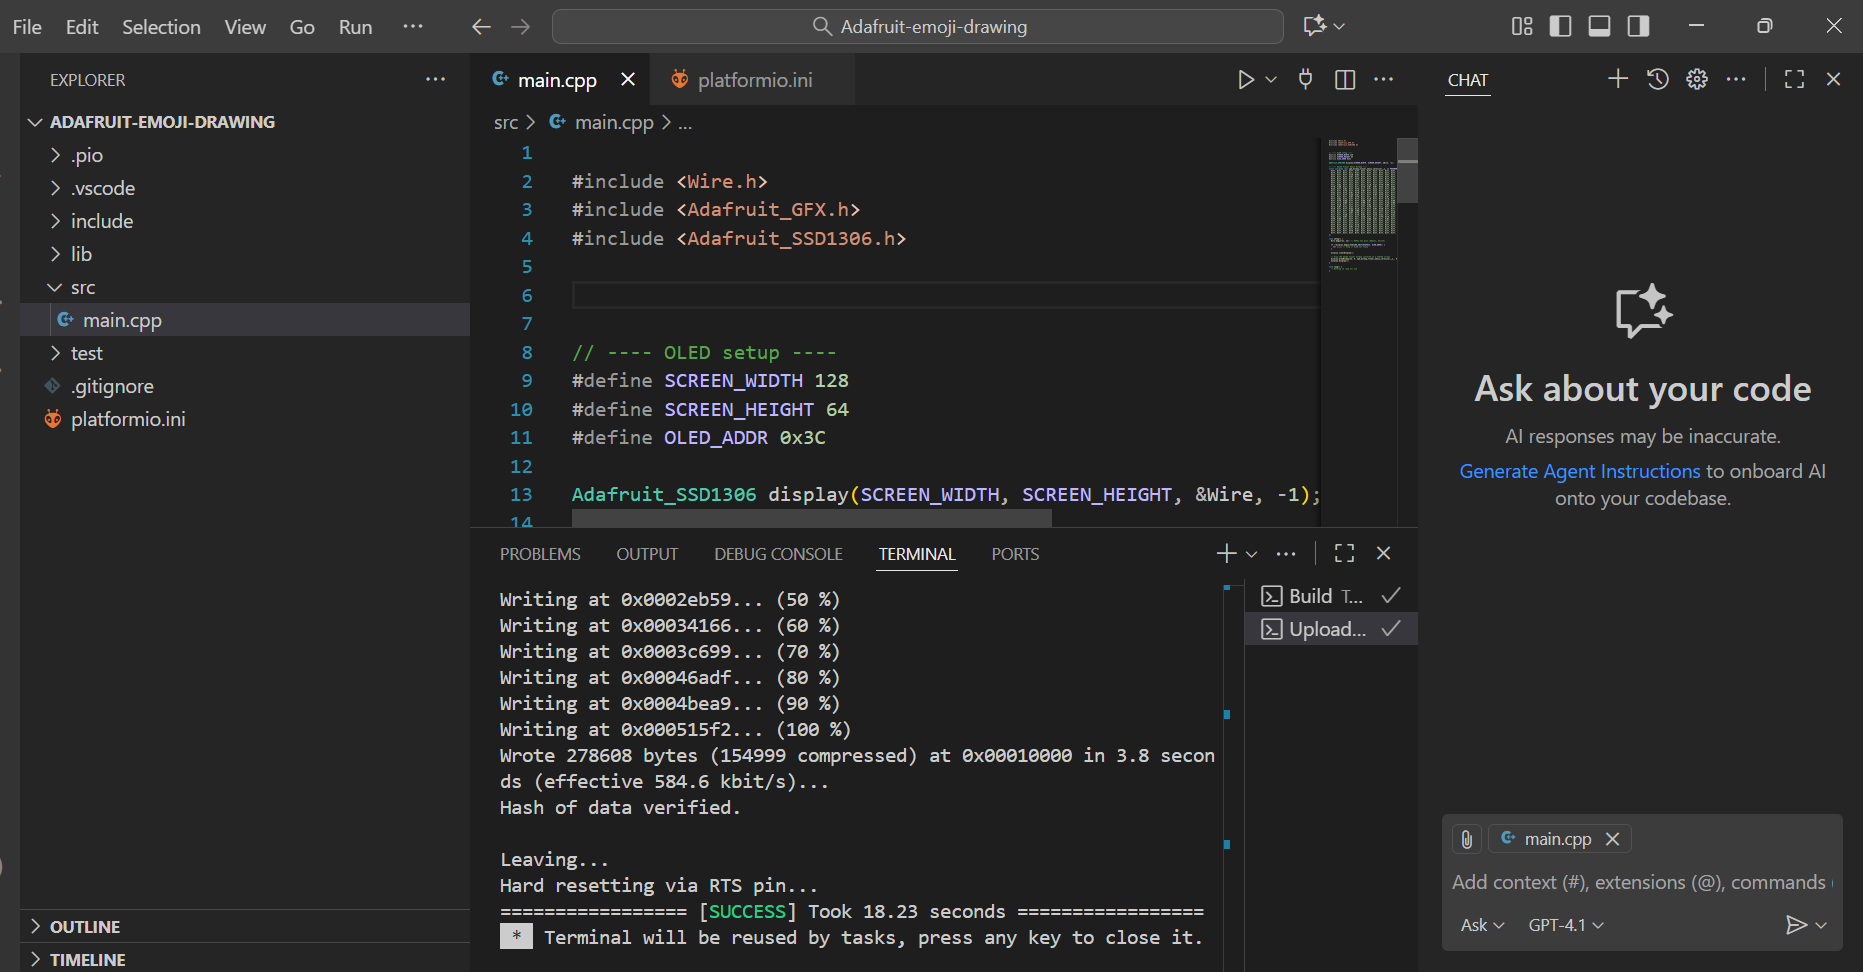 File Edit Selection View Go Run ···
Adafruit-emoji-drawing
EXPLORER
ADAFRUIT-EMOJI-DRAWING
.pio
.vscode
include
lib
src
main.cpp
test
.gitignore
platformio.ini
OUTLINE
TIMELINE
main.cpp
platformio.ini
src > main.cpp > ...
1
2 #include <Wire.h>
3 #include <Adafruit_GFX.h>
4 #include <Adafruit_SSD1306.h>
5
6
7
8 // ---- OLED setup ----
9 #define SCREEN_WIDTH 128
10 #define SCREEN_HEIGHT 64
11 #define OLED_ADDR 0x3C
12
13 Adafruit_SSD1306 display(SCREEN_WIDTH, SCREEN_HEIGHT, &Wire, -1);
14
PROBLEMS OUTPUT DEBUG CONSOLE TERMINAL PORTS
Writing at 0x0002eb59... (50 %)
Writing at 0x00034166... (60 %)
Writing at 0x0003c699... (70 %)
Writing at 0x00046adf... (80 %)
Writing at 0x0004bea9... (90 %)
Writing at 0x000515f2... (100 %)
Wrote 278608 bytes (154999 compressed) at 0x00010000 in 3.8 secon
ds (effective 584.6 kbit/s)...
Hash of data verified.
Leaving...
Hard resetting via RTS pin...
================= [SUCCESS] Took 18.23 seconds =================
* Terminal will be reused by tasks, press any key to close it.
Build T...
Upload...
CHAT
Ask about your code
AI responses may be inaccurate.
Generate Agent Instructions to onboard AI
onto your codebase.
main.cpp
Add context (#), extensions (@), commands
Ask
GPT-4.1